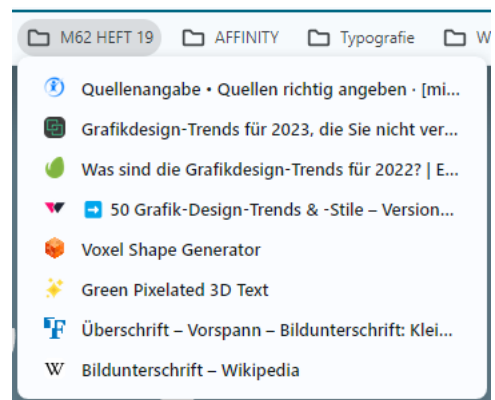 M62 HEFT 19 AFFINITY Typografie W
Quellenangabe • Quellen richtig angeben · [mi...
Grafikdesign-Trends für 2023, die Sie nicht ver...
Was sind die Grafikdesign-Trends für 2022? | E...
➡ 50 Grafik-Design-Trends & -Stile – Version...
Voxel Shape Generator
Green Pixelated 3D Text
Überschrift – Vorspann – Bildunterschrift: Klei...
Bildunterschrift – Wikipedia